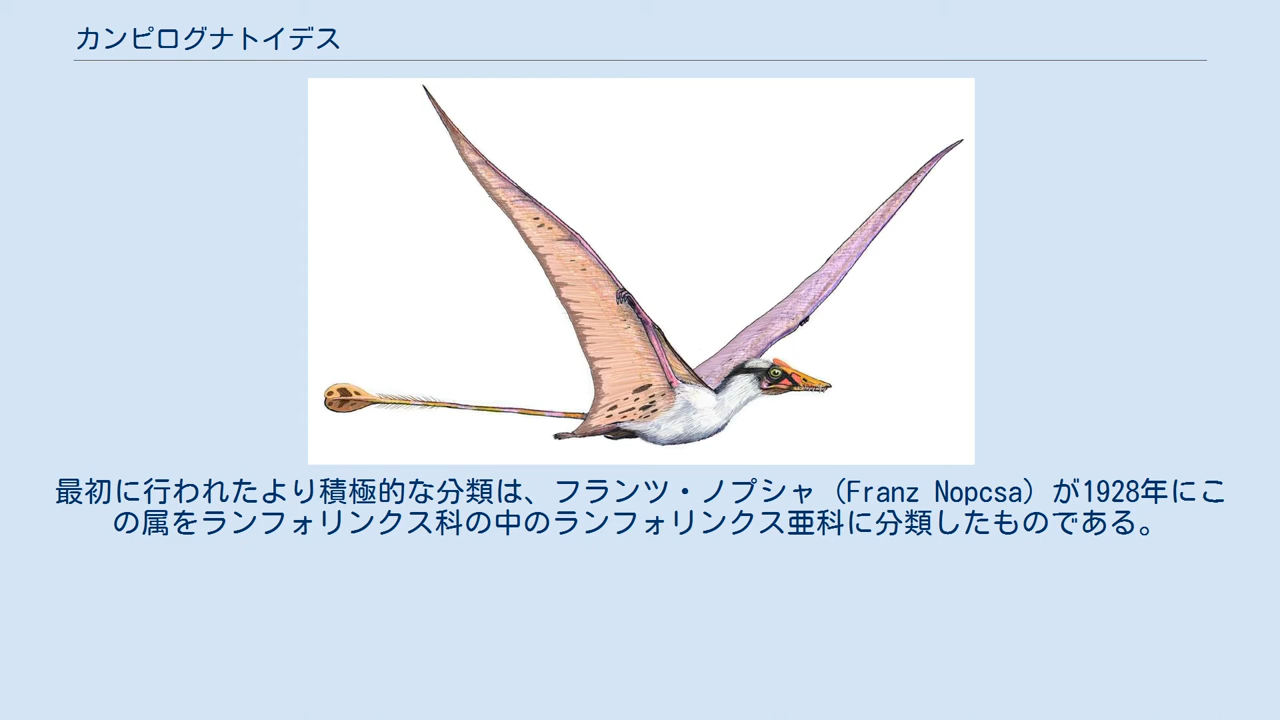 カンピログナトイデス
最初に行われたより積極的な分類は、フランツ・ノプシャ（Franz Nopcsa）が1928年にこ
の属をランフォリンクス科の中のランフォリンクス亜科に分類したものである。